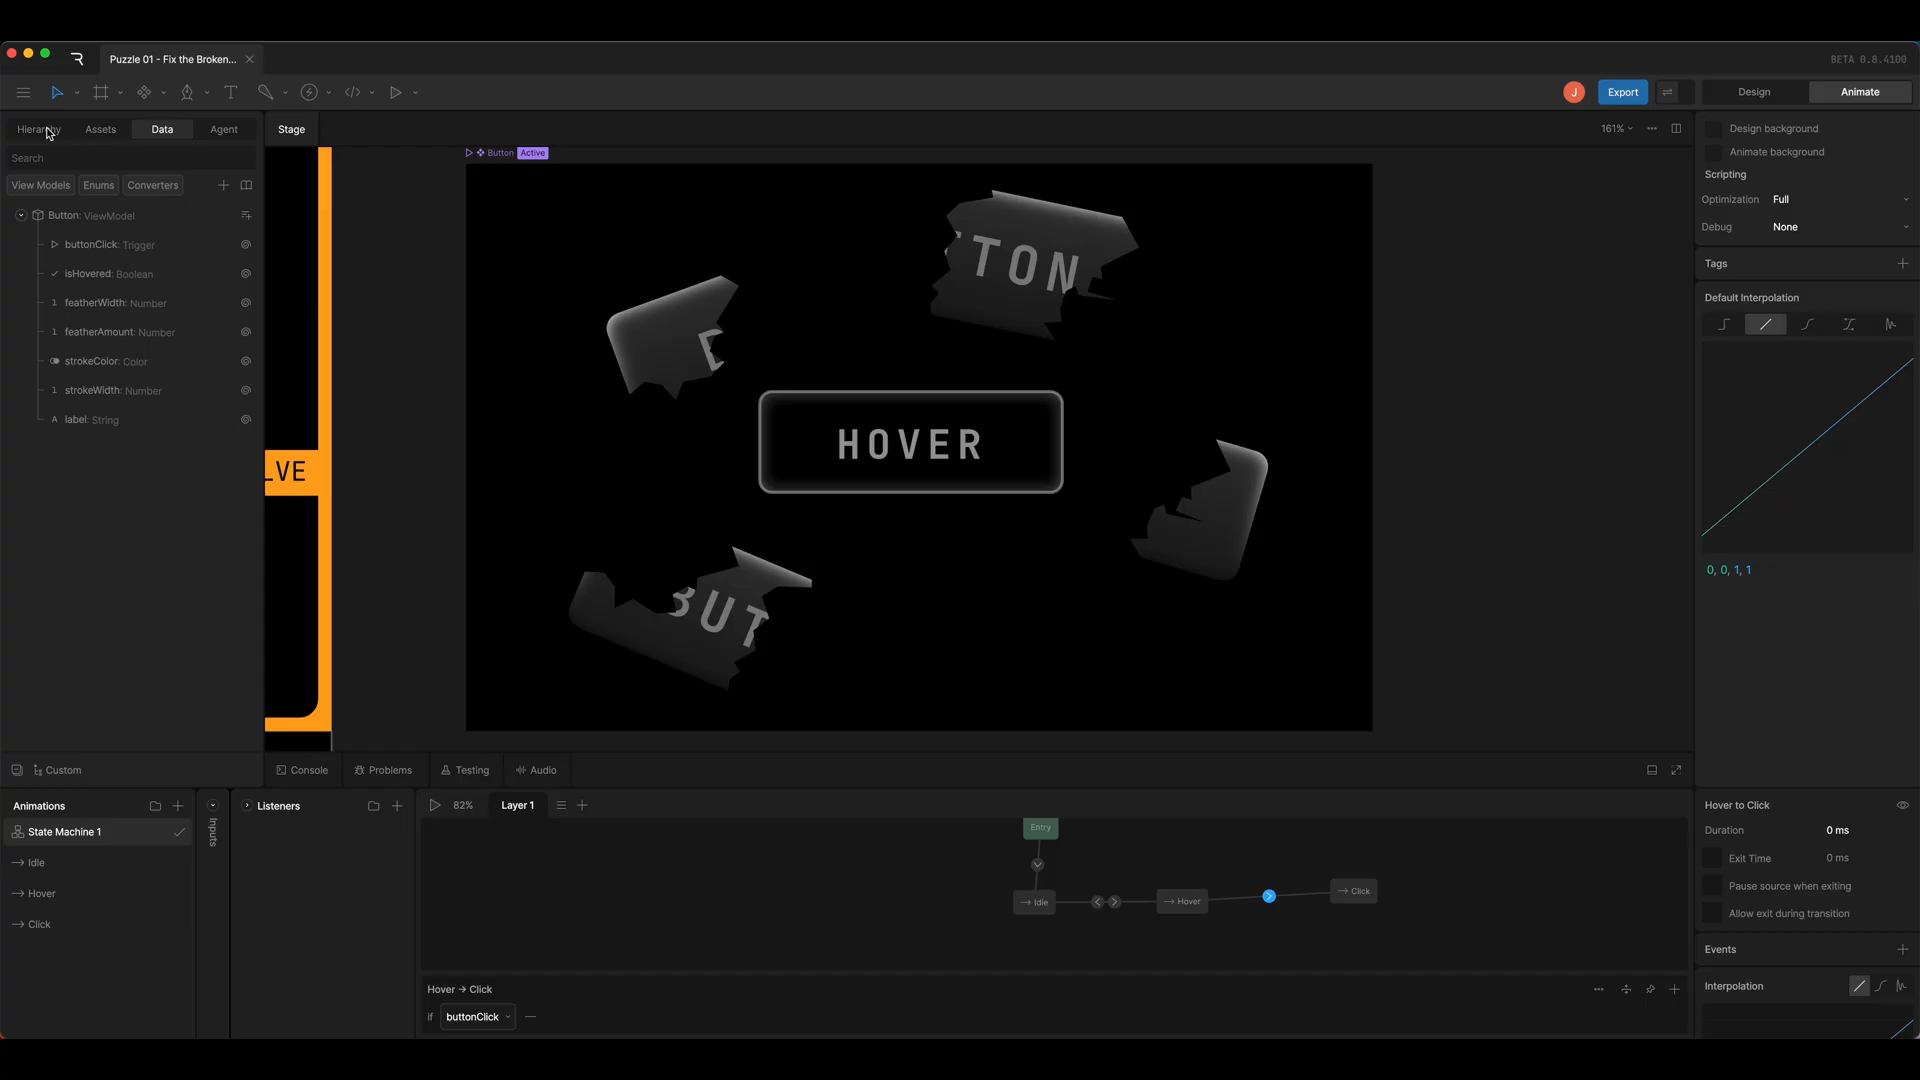 Puzzle 01 - Fix the Broken...
BETA 0.8.4100
J
Export
Design
Animate
Hierarchy
Assets
Data
Agent
Stage
161%
Search
View Models
Enums
Converters
Button: ViewModel
buttonClick: Trigger
isHovered: Boolean
featherWidth: Number
featherAmount: Number
strokeColor: Color
strokeWidth: Number
label: String
LVE
Button
Active
TON
HOVER
BUT
Design background
Animate background
Scripting
Optimization
Full
Debug
None
Tags
Default Interpolation
0, 0, 1, 1
Custom
Console
Problems
Testing
Audio
Animations
State Machine 1
Idle
Hover
Click
Inputs
Listeners
82%
Layer 1
Entry
Idle
Hover
Click
Hover → Click
if
buttonClick
Hover to Click
Duration
0 ms
Exit Time
0 ms
Pause source when exiting
Allow exit during transition
Events
Interpolation